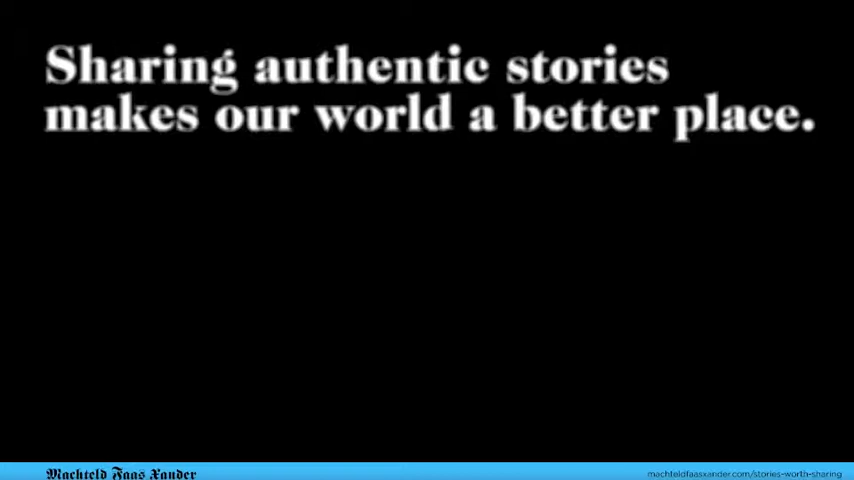 Sharing authentic stories
makes our world a better place.
Machteld Faas Xander
machteldfaasxander.com/stories-worth-sharing